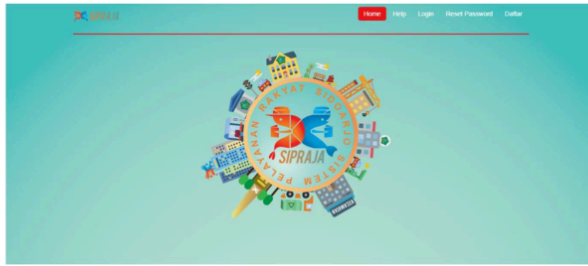 SIPRAJA
Home Help Login Reset Password Daftar
SISTEM PELAYANAN RAKYAT SIDOARJO
SIPRAJA